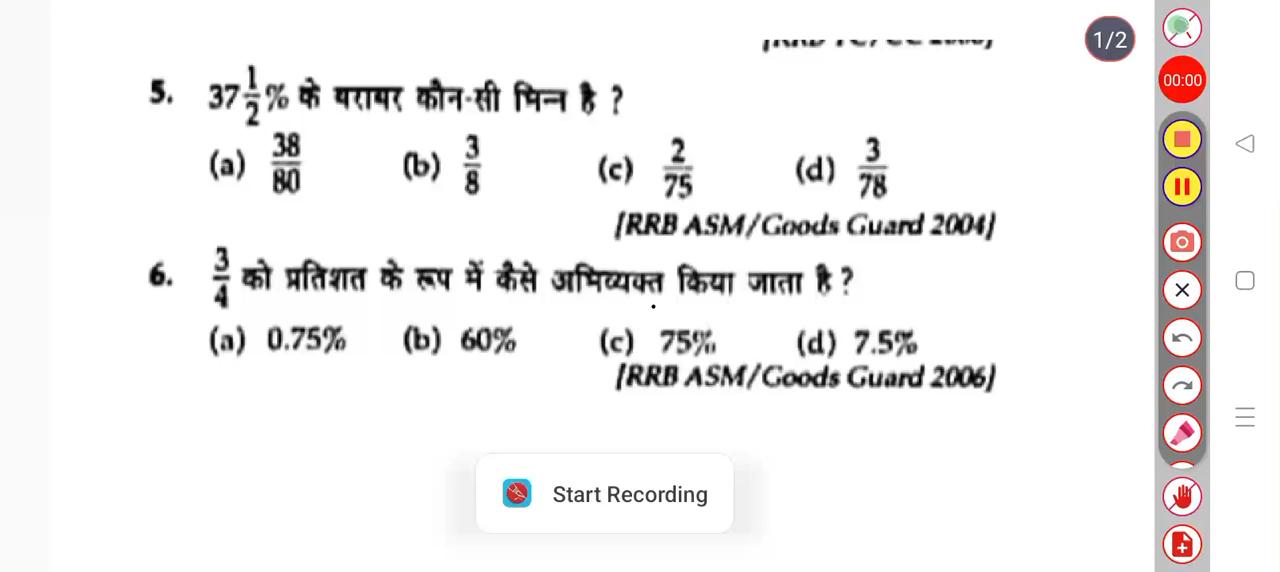 1/2
00:00
5. 37 1/2 % के बराबर कौन-सी भिन्न है ?
(a) 38/80 (b) 3/8 (c) 2/75 (d) 3/78
[RRB ASM/Goods Guard 2004]
6. 3/4 को प्रतिशत के रूप में कैसे अभिव्यक्त किया जाता है ?
(a) 0.75% (b) 60% (c) 75% (d) 7.5%
[RRB ASM/Goods Guard 2006]
Start Recording